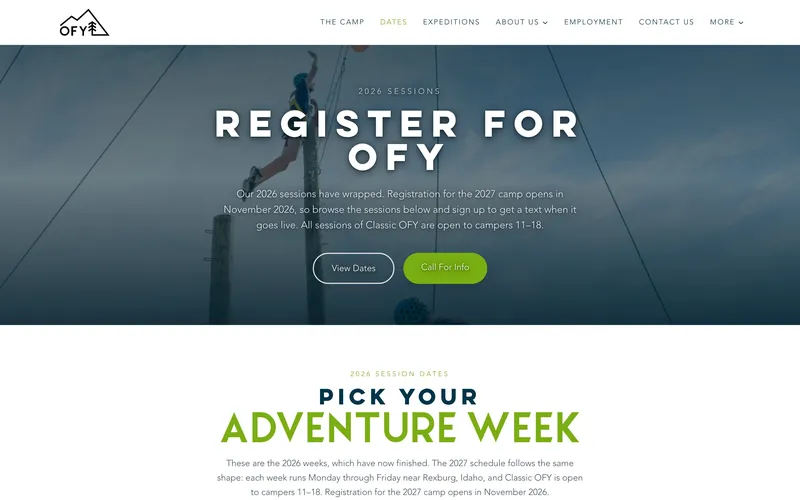 OFY
THE CAMP
DATES
EXPEDITIONS
ABOUT US
EMPLOYMENT
CONTACT US
MORE
2026 SESSIONS
REGISTER FOR
OFY
Our 2026 sessions have wrapped. Registration for the 2027 camp opens in
November 2026, so browse the sessions below and sign up to get a text when it
goes live. All sessions of Classic OFY are open to campers 11–18.
View Dates
Call For Info
2026 SESSION DATES
PICK YOUR
ADVENTURE WEEK
These are the 2026 weeks, which have now finished. The 2027 schedule follows the same
shape: each week runs Monday through Friday near Rexburg, Idaho, and Classic OFY is open
to campers 11–18. Registration for the 2027 camp opens in November 2026.